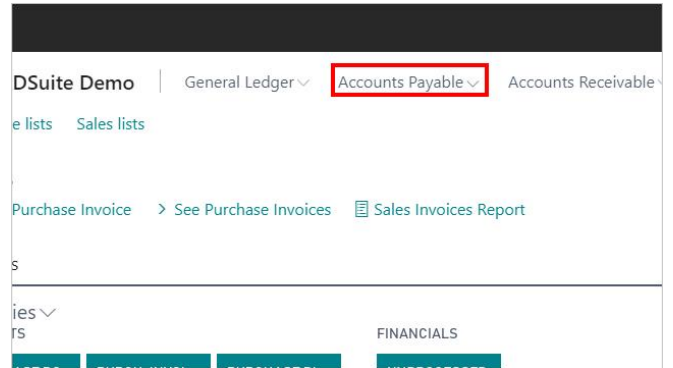 DSuite Demo General Ledger Accounts Payable Accounts Receivable
e lists Sales lists
Purchase Invoice > See Purchase Invoices Sales Invoices Report
s
ies
TS FINANCIALS